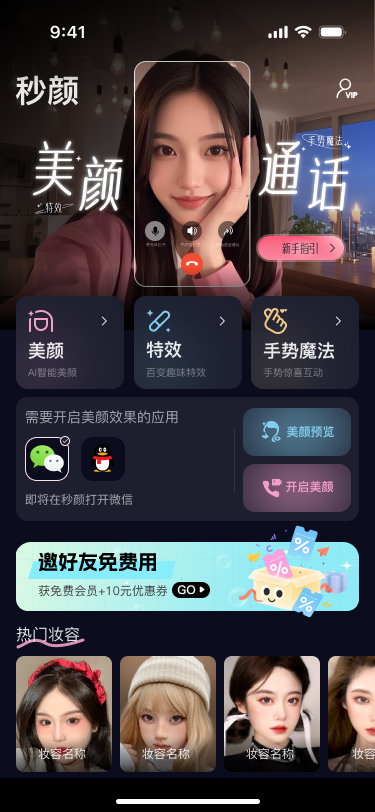 9:41
秒颜
VIP
美颜
特效
通话
手势魔法
新手指引
美颜
AI智能美颜
特效
百变趣味特效
手势魔法
手势惊喜互动
需要开启美颜效果的应用
即将在秒颜打开微信
美颜预览
开启美颜
邀好友免费用
获免费会员+10元优惠券
GO
热门妆容
妆容名称
妆容名称
妆容名称
妆容